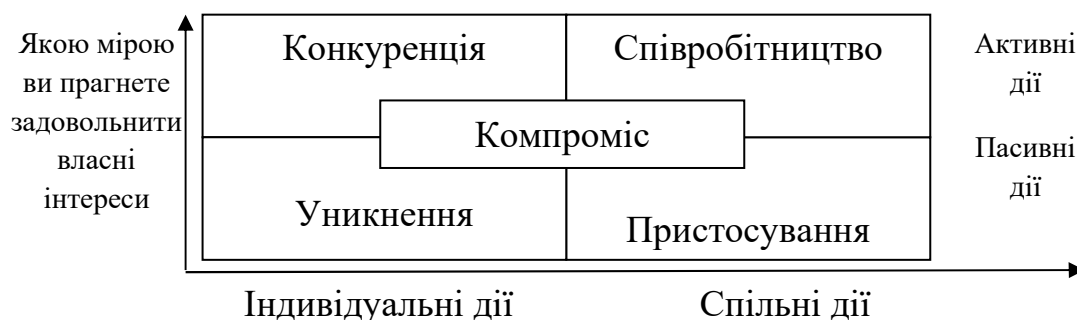 Якою мірою
ви прагнете
задовольнити
власні
інтереси
Конкуренція
Співробітництво
Компроміс
Уникнення
Пристосування
Активні
дії
Пасивні
дії
Індивідуальні дії
Спільні дії